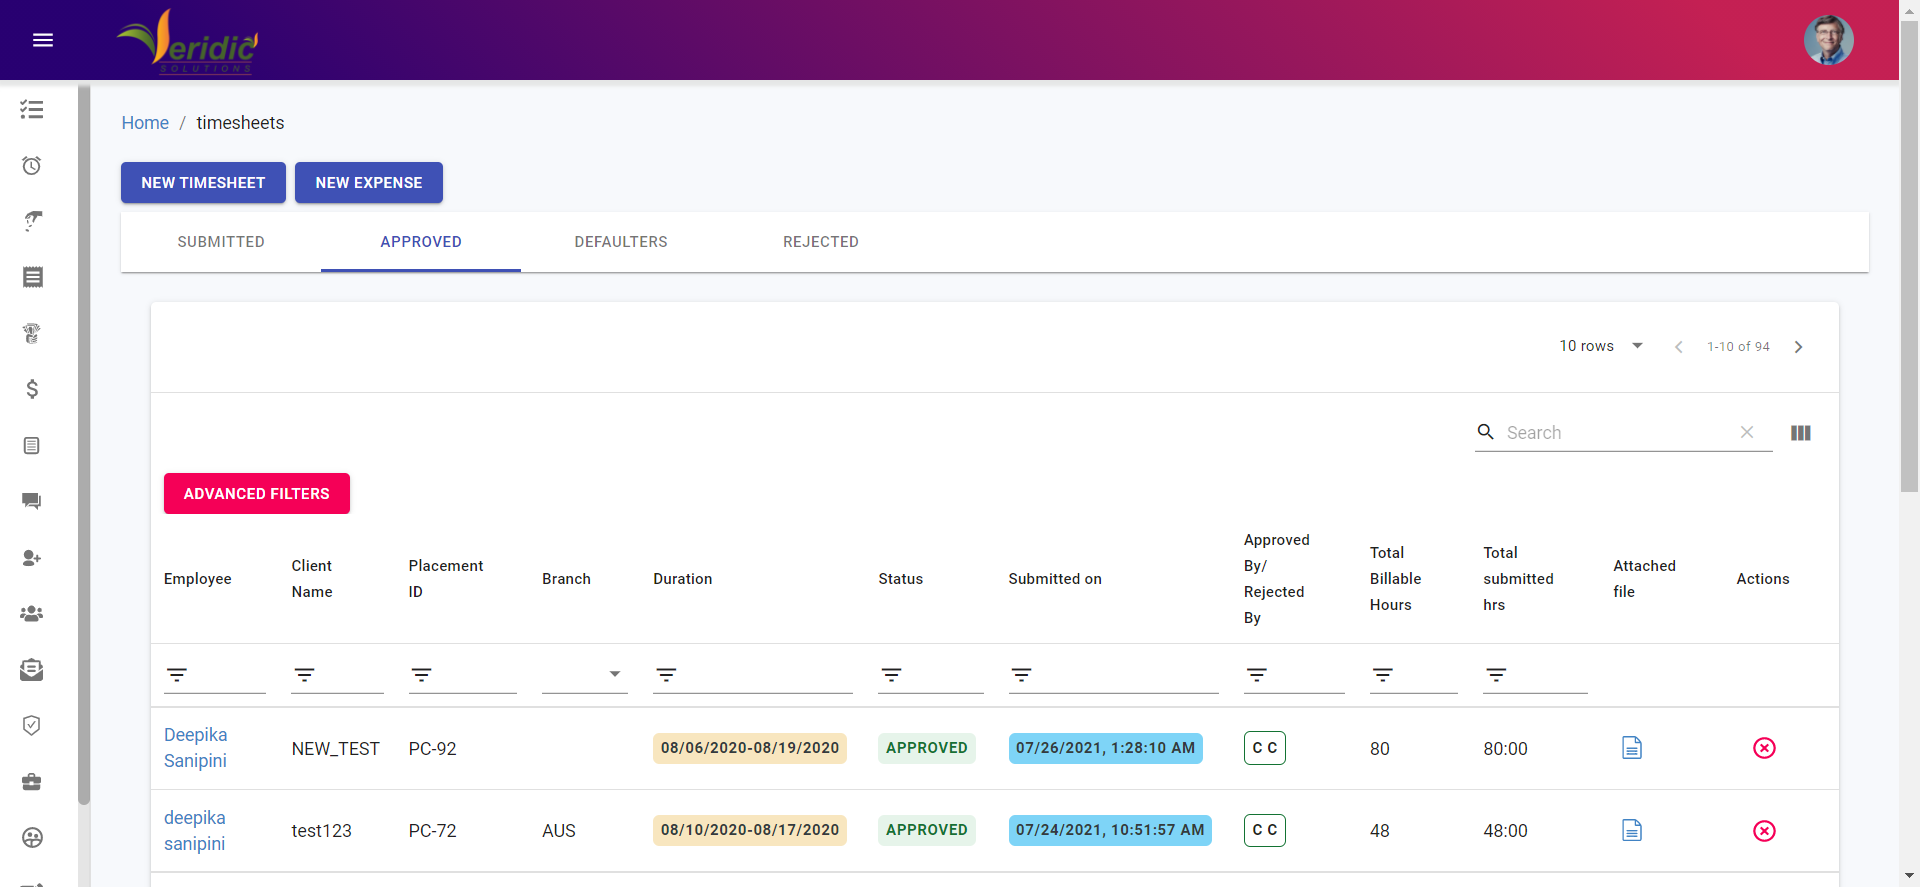 Veridic
SOLUTIONS
Home / timesheets
NEW TIMESHEET NEW EXPENSE
SUBMITTED APPROVED DEFAULTERS REJECTED
10 rows 1-10 of 94
Search
ADVANCED FILTERS
Employee Client Name Placement ID Branch Duration Status Submitted on Approved By/ Rejected By Total Billable Hours Total submitted hrs Attached file Actions
Deepika Sanipini NEW_TEST PC-92 08/06/2020-08/19/2020 APPROVED 07/26/2021, 1:28:10 AM C C 80 80:00
deepika sanipini test123 PC-72 AUS 08/10/2020-08/17/2020 APPROVED 07/24/2021, 10:51:57 AM C C 48 48:00